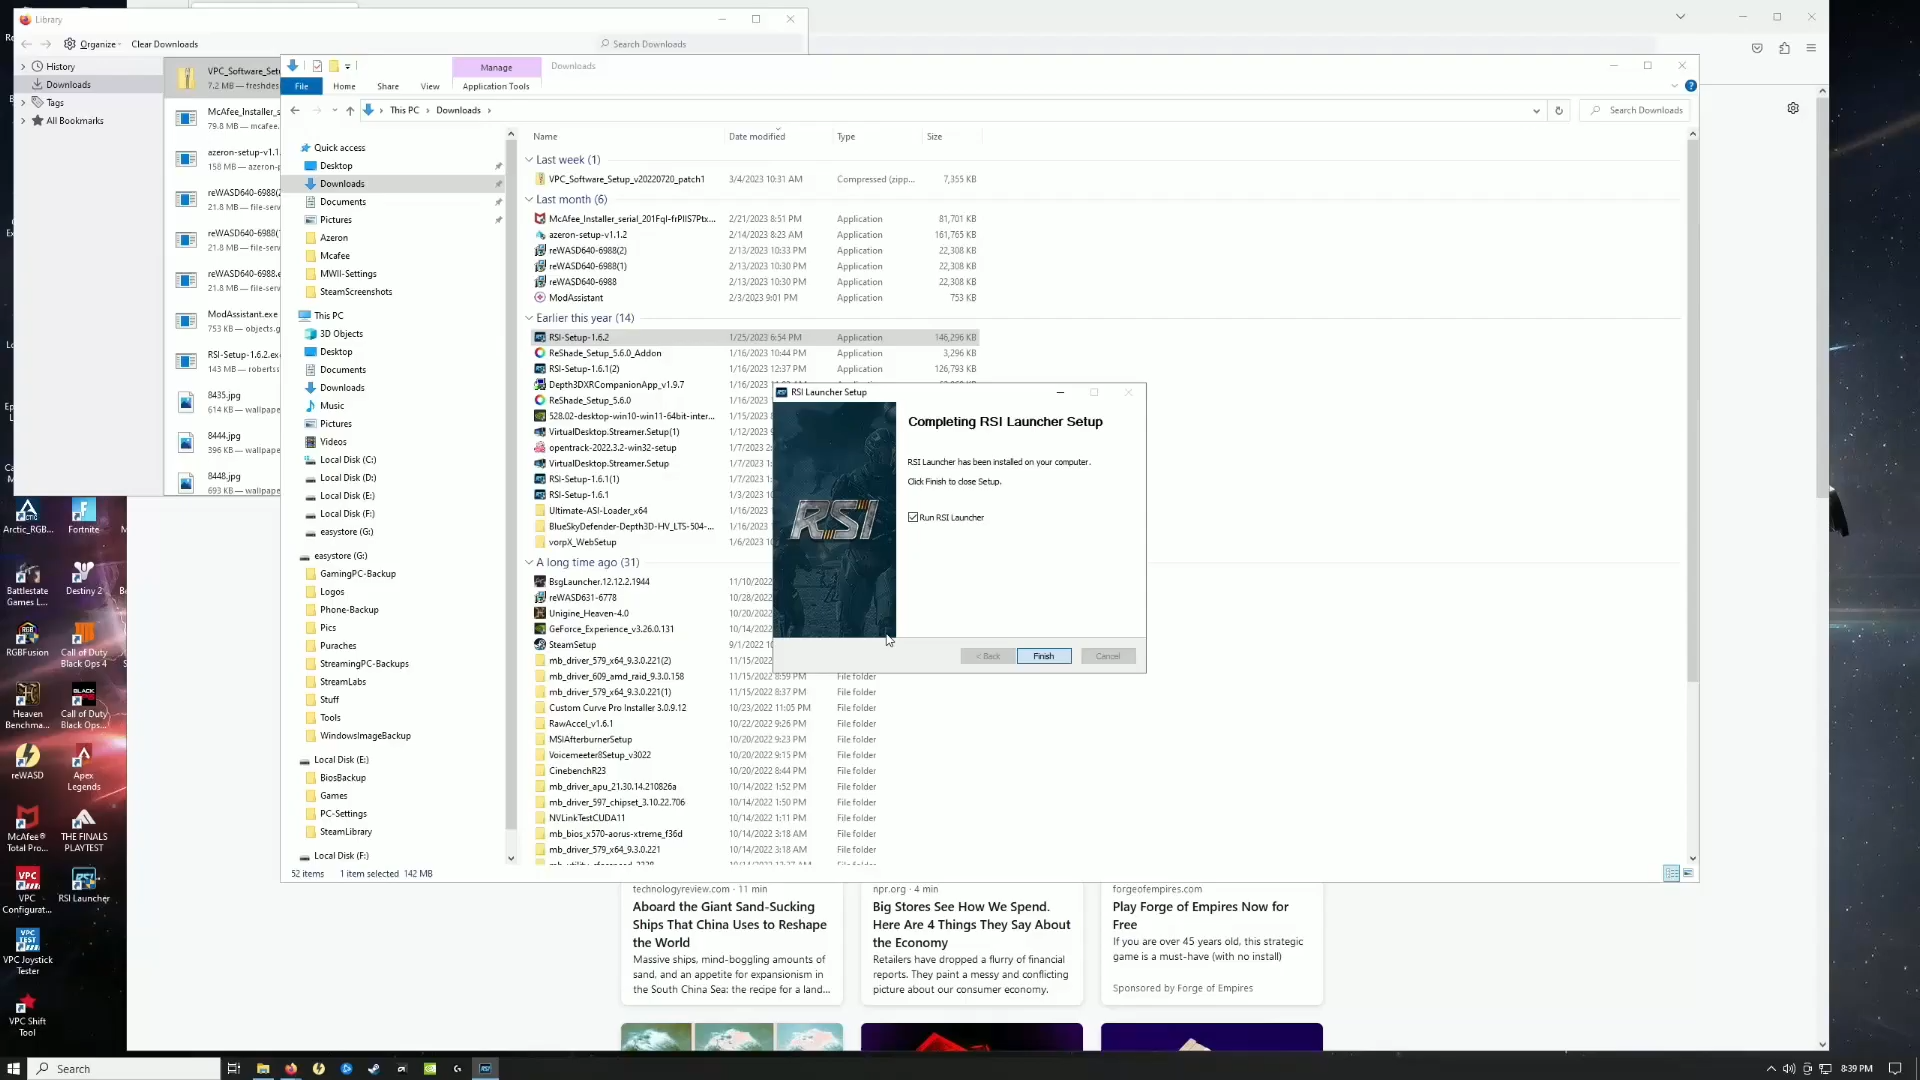 Library
Organize
Clear Downloads
Search Downloads
History
Downloads
Tags
All Bookmarks
VPC_Software_Set
7.2 MB — freshdes
McAfee_Installer_s
79.8 MB — mcafee.
azeron-setup-v1.1.
158 MB — azeron-p
reWASD640-6988(
21.8 MB — file-serv
reWASD640-6988(
21.8 MB — file-serv
reWASD640-6988.e
21.8 MB — file-serv
ModAssistant.exe
753 KB — objects.g
RSI-Setup-1.6.2.ex
143 MB — robertss
8435.jpg
614 KB — wallpape
8444.jpg
396 KB — wallpape
8448.jpg
693 KB — wallpape
Manage
Downloads
File
Home
Share
View
Application Tools
This PC
Downloads
Search Downloads
Quick access
Desktop
Downloads
Documents
Pictures
Azeron
Mcafee
MWII-Settings
SteamScreenshots
This PC
3D Objects
Desktop
Documents
Downloads
Music
Pictures
Videos
Local Disk (C:)
Local Disk (D:)
Local Disk (E:)
Local Disk (F:)
easystore (G:)
easystore (G:)
GamingPC-Backup
Logos
Phone-Backup
Pics
Puraches
StreamingPC-Backups
StreamLabs
Stuff
Tools
WindowsImageBackup
Local Disk (E:)
BiosBackup
Games
PC-Settings
SteamLibrary
Local Disk (F:)
52 items 1 item selected 142 MB
Name Date modified Type Size
Last week (1)
VPC_Software_Setup_v20220720_patch1 3/4/2023 10:31 AM Compressed (zipp... 7,355 KB
Last month (6)
McAfee_Installer_serial_201FqI-frPIIS7Ptx... 2/21/2023 8:51 PM Application 81,701 KB
azeron-setup-v1.1.2 2/14/2023 8:23 AM Application 161,765 KB
reWASD640-6988(2) 2/13/2023 10:33 PM Application 22,308 KB
reWASD640-6988(1) 2/13/2023 10:30 PM Application 22,308 KB
reWASD640-6988 2/13/2023 10:30 PM Application 22,308 KB
ModAssistant 2/3/2023 9:01 PM Application 753 KB
Earlier this year (14)
RSI-Setup-1.6.2 1/25/2023 6:54 PM Application 146,296 KB
ReShade_Setup_5.6.0_Addon 1/16/2023 10:44 PM Application 3,296 KB
RSI-Setup-1.6.1(2) 1/16/2023 12:37 PM Application 126,793 KB
Depth3DXRCompanionApp_v1.9.7 1/16/2023
ReShade_Setup_5.6.0 1/16/2023
528.02-desktop-win10-win11-64bit-inter... 1/15/2023
VirtualDesktop.Streamer.Setup(1) 1/12/2023
opentrack-2022.3.2-win32-setup 1/7/2023
VirtualDesktop.Streamer.Setup 1/7/2023 1:
RSI-Setup-1.6.1(1) 1/7/2023 1:
RSI-Setup-1.6.1 1/3/2023 10
Ultimate-ASI-Loader_x64 1/16/2023
BlueSkyDefender-Depth3D-HV_LTS-504-... 1/16/2023
vorpX_WebSetup 1/6/2023 10
A long time ago (31)
BsgLauncher.12.12.2.1944 11/10/2022
reWASD631-6778 10/28/2022
Unigine_Heaven-4.0 10/20/2022
GeForce_Experience_v3.26.0.131 10/14/2022
SteamSetup 9/1/2022 10
mb_driver_579_x64_9.3.0.221(2) 11/15/2022
mb_driver_609_amd_raid_9.3.0.158 11/15/2022 8:59 PM File folder
mb_driver_579_x64_9.3.0.221(1) 11/15/2022 8:37 PM File folder
Custom Curve Pro Installer 3.0.9.12 10/23/2022 11:05 PM File folder
RawAccel_v1.6.1 10/22/2022 9:26 PM File folder
MSIAfterburnerSetup 10/20/2022 9:23 PM File folder
Voicemeeter8Setup_v3022 10/20/2022 9:15 PM File folder
CinebenchR23 10/20/2022 8:44 PM File folder
mb_driver_apu_21.30.14.210826a 10/14/2022 1:52 PM File folder
mb_driver_597_chipset_3.10.22.706 10/14/2022 1:50 PM File folder
NVLinkTestCUDA11 10/14/2022 1:11 PM File folder
mb_bios_x570-aorus-xtreme_f36d 10/14/2022 3:18 AM File folder
mb_driver_579_x64_9.3.0.221 10/14/2022 3:18 AM File folder
RSI Launcher Setup
RSI
Completing RSI Launcher Setup
RSI Launcher has been installed on your computer.
Click Finish to close Setup.
Run RSI Launcher
< Back
Finish
Cancel
Arctic_RGB...
Fortnite
Battlestate
Games L...
Destiny 2
RGBFusion
Call of Duty
Black Ops 4
Heaven
Benchma...
Call of Duty
Black Ops...
reWASD
Apex
Legends
McAfee®
Total Pro...
THE FINALS
PLAYTEST
VPC
Configurat...
RSI Launcher
VPC Joystick
Tester
VPC Shift
Tool
technologyreview.com · 11 min
Aboard the Giant Sand-Sucking
Ships That China Uses to Reshape
the World
Massive ships, mind-boggling amounts of
sand, and an appetite for expansionism in
the South China Sea: the recipe for a land...
npr.org · 4 min
Big Stores See How We Spend.
Here Are 4 Things They Say About
the Economy
Retailers have dropped a flurry of financial
reports. They paint a messy and conflicting
picture about our consumer economy.
forgeofempires.com
Play Forge of Empires Now for
Free
If you are over 45 years old, this strategic
game is a must-have (with no install)
Sponsored by Forge of Empires
Search
8:39 PM